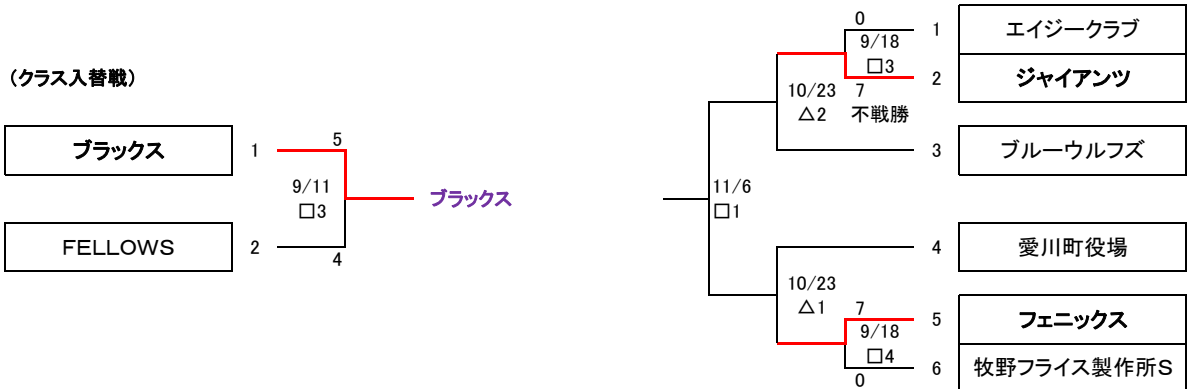 （クラス入替戦）
ブラックス
1
5
9/11
□3
ブラックス
FELLOWS
2
4
0
1
エイジークラブ
9/18
□3
2
ジャイアンツ
7
不戦勝
10/23
△2
3
ブルーウルフズ
11/6
□1
4
愛川町役場
10/23
△1
7
5
フェニックス
9/18
□4
6
牧野フライス製作所S
0